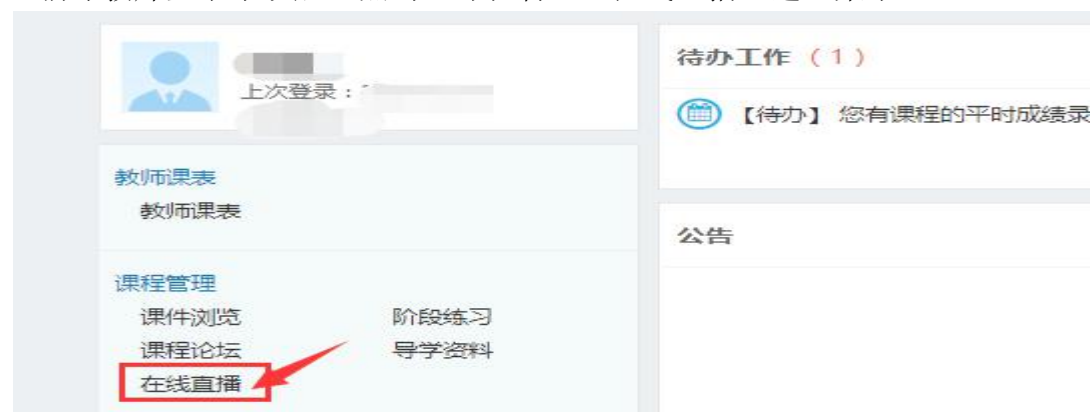 上次登录：
教师课表
教师课表
课程管理
课件浏览 阶段练习
课程论坛 导学资料
在线直播
待办工作（1）
【待办】 您有课程的平时成绩录
公告